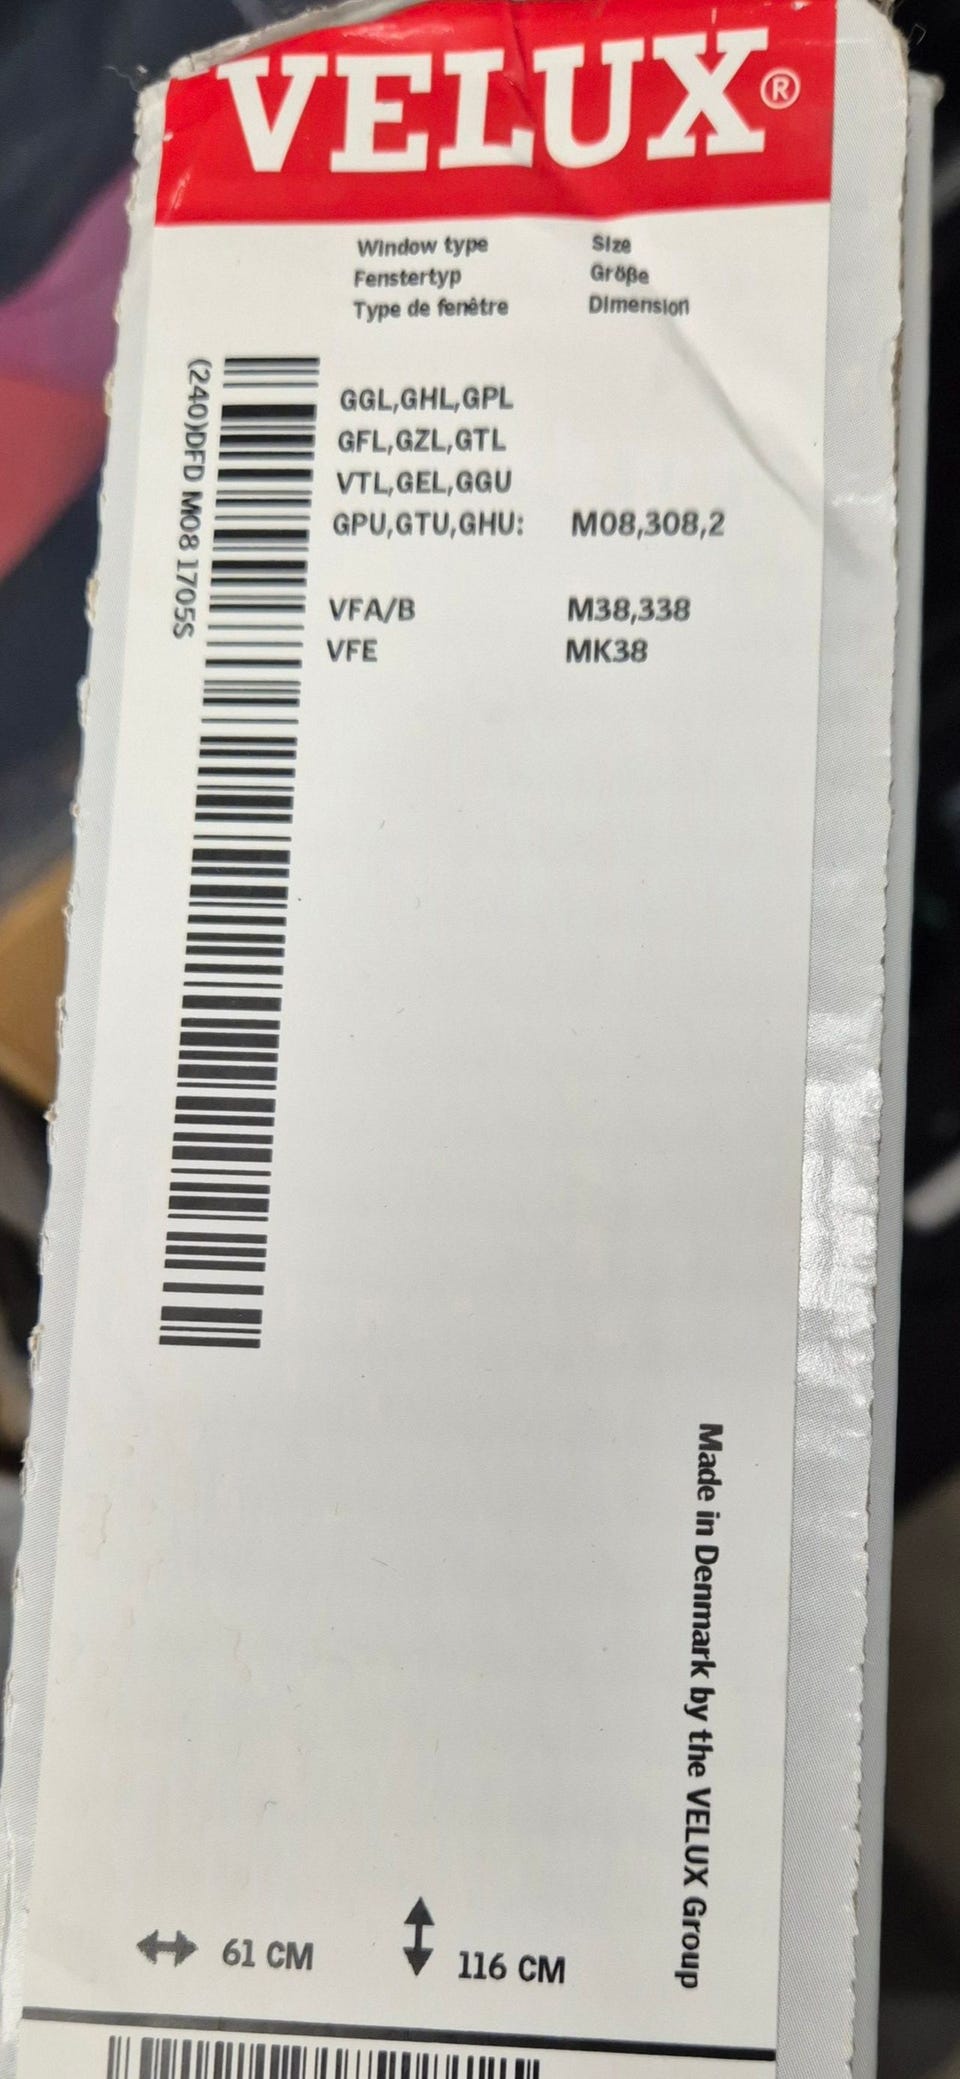 VELUX®
Window type Size
Fenstertyp Größe
Type de fenêtre Dimension
(240)DFD M08 1705S
GGL,GHL,GPL
GFL,GZL,GTL
VTL,GEL,GGU
GPU,GTU,GHU: M08,308,2
VFA/B M38,338
VFE MK38
Made in Denmark by the VELUX Group
61 CM 116 CM